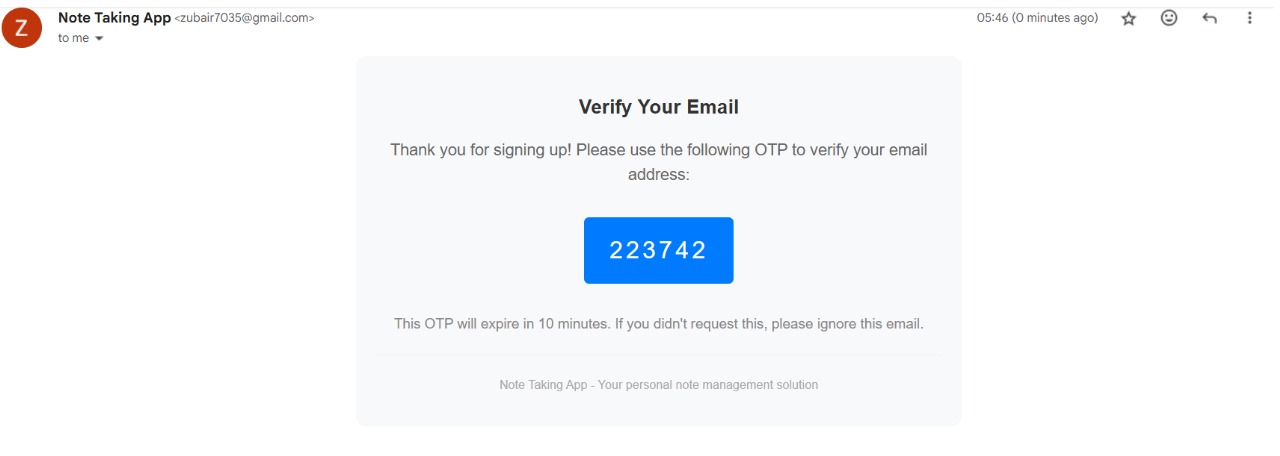 Z
Note Taking App <zubair7035@gmail.com>
05:46 (0 minutes ago)
to me
Verify Your Email
Thank you for signing up! Please use the following OTP to verify your email
address:
223742
This OTP will expire in 10 minutes. If you didn't request this, please ignore this email.
Note Taking App - Your personal note management solution